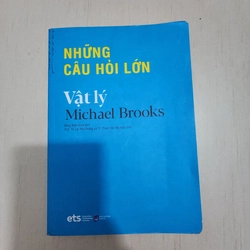 NHỮNG
CÂU HỎI LỚN
Vật lý
Michael Brooks
ets